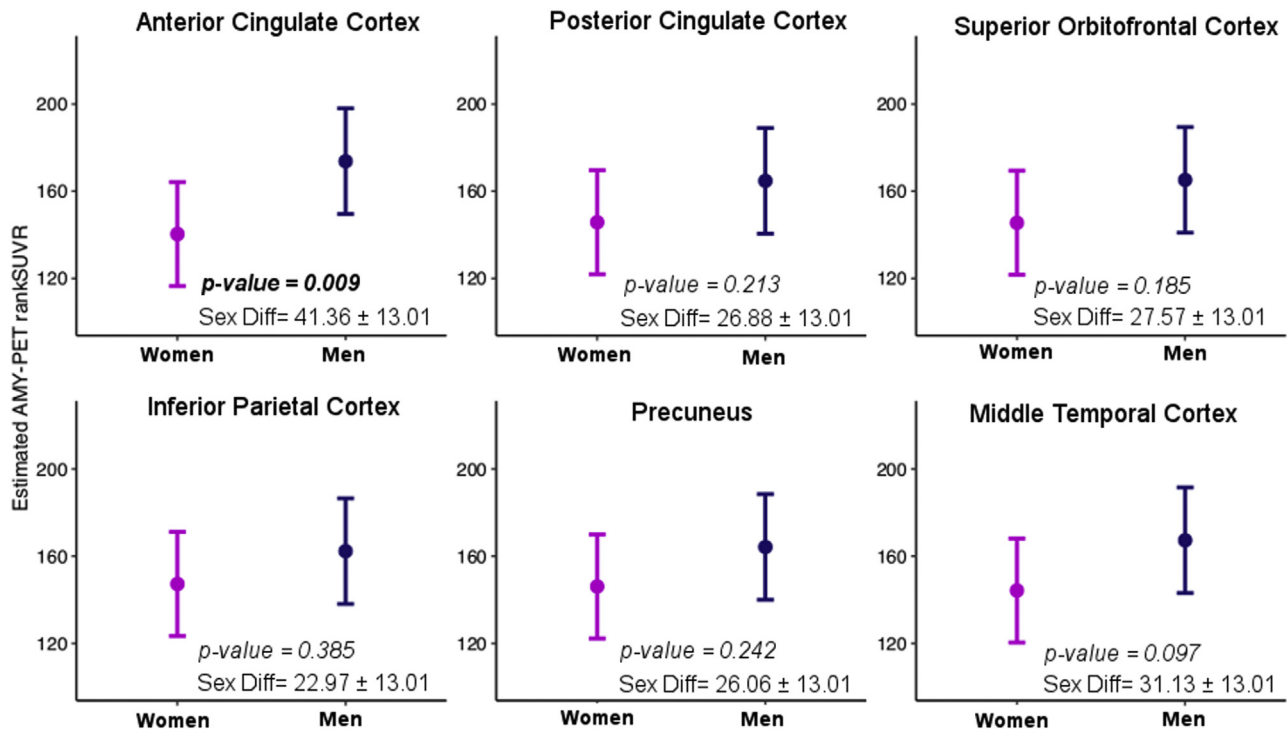 Estimated AMY-PET rankSUVR
Anterior Cingulate Cortex
200
160
120
p-value = 0.009
Sex Diff= 41.36 ± 13.01
Women Men
Posterior Cingulate Cortex
200
160
120
p-value = 0.213
Sex Diff= 26.88 ± 13.01
Women Men
Superior Orbitofrontal Cortex
200
160
120
p-value = 0.185
Sex Diff= 27.57 ± 13.01
Women Men
Inferior Parietal Cortex
200
160
120
p-value = 0.385
Sex Diff= 22.97 ± 13.01
Women Men
Precuneus
200
160
120
p-value = 0.242
Sex Diff= 26.06 ± 13.01
Women Men
Middle Temporal Cortex
200
160
120
p-value = 0.097
Sex Diff= 31.13 ± 13.01
Women Men